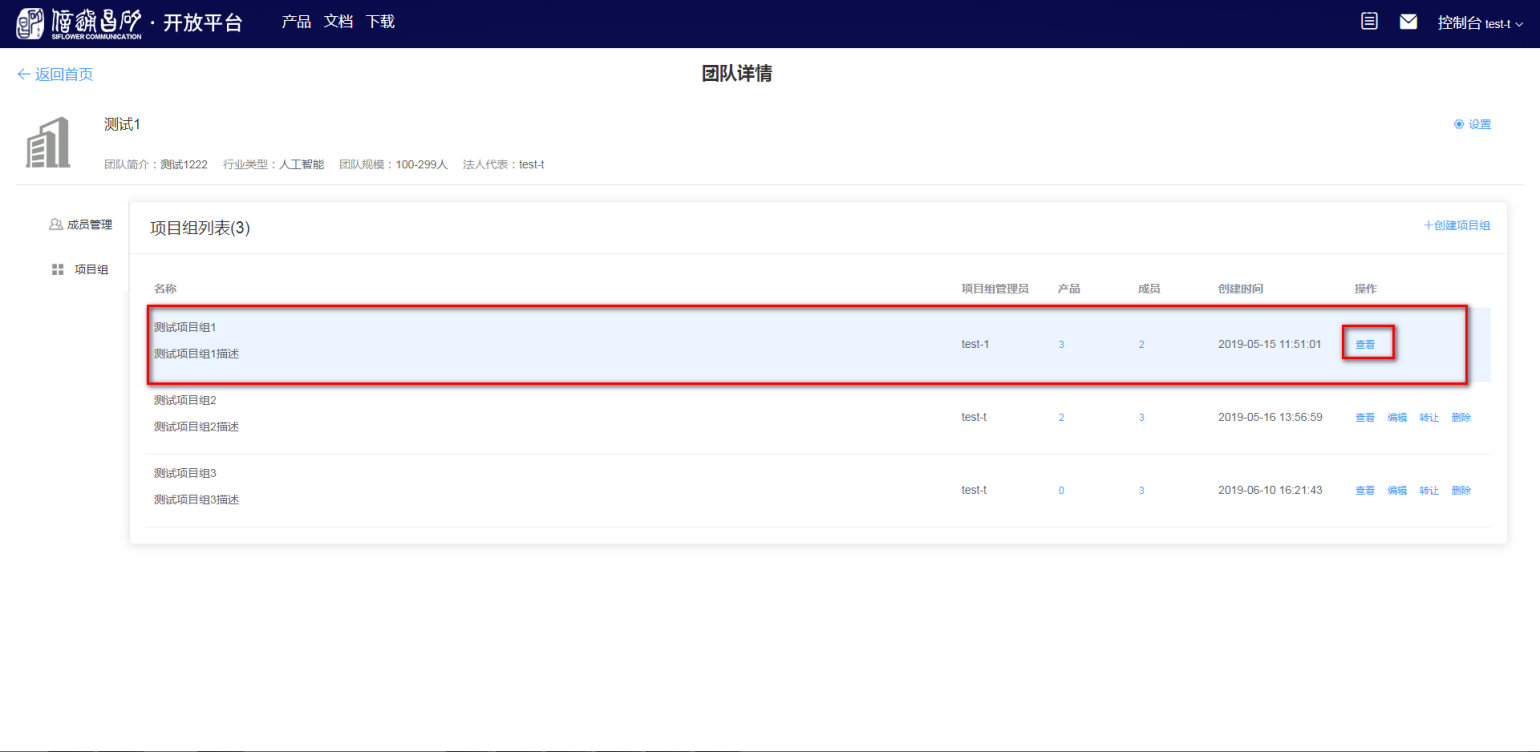 信鴻昌所 · 开放平台 产品 文档 下载 控制台 test-t
SIFLOWER COMMUNICATION
返回首页 团队详情
测试1 设置
团队简介：测试1222 行业类型：人工智能 团队规模：100-299人 法人代表：test-t
成员管理 项目组列表(3) +创建项目组
项目组
名称 项目组管理员 产品 成员 创建时间 操作
测试项目组1
测试项目组1描述 test-1 3 2 2019-05-15 11:51:01 查看
测试项目组2
测试项目组2描述 test-t 2 3 2019-05-16 13:56:59 查看 编辑 转让 删除
测试项目组3
测试项目组3描述 test-t 0 3 2019-06-10 16:21:43 查看 编辑 转让 删除